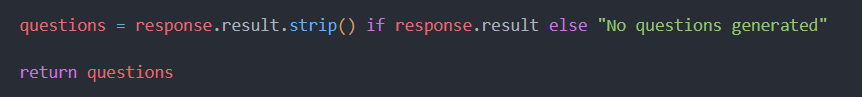 questions = response.result.strip() if response.result else "No questions generated"
return questions